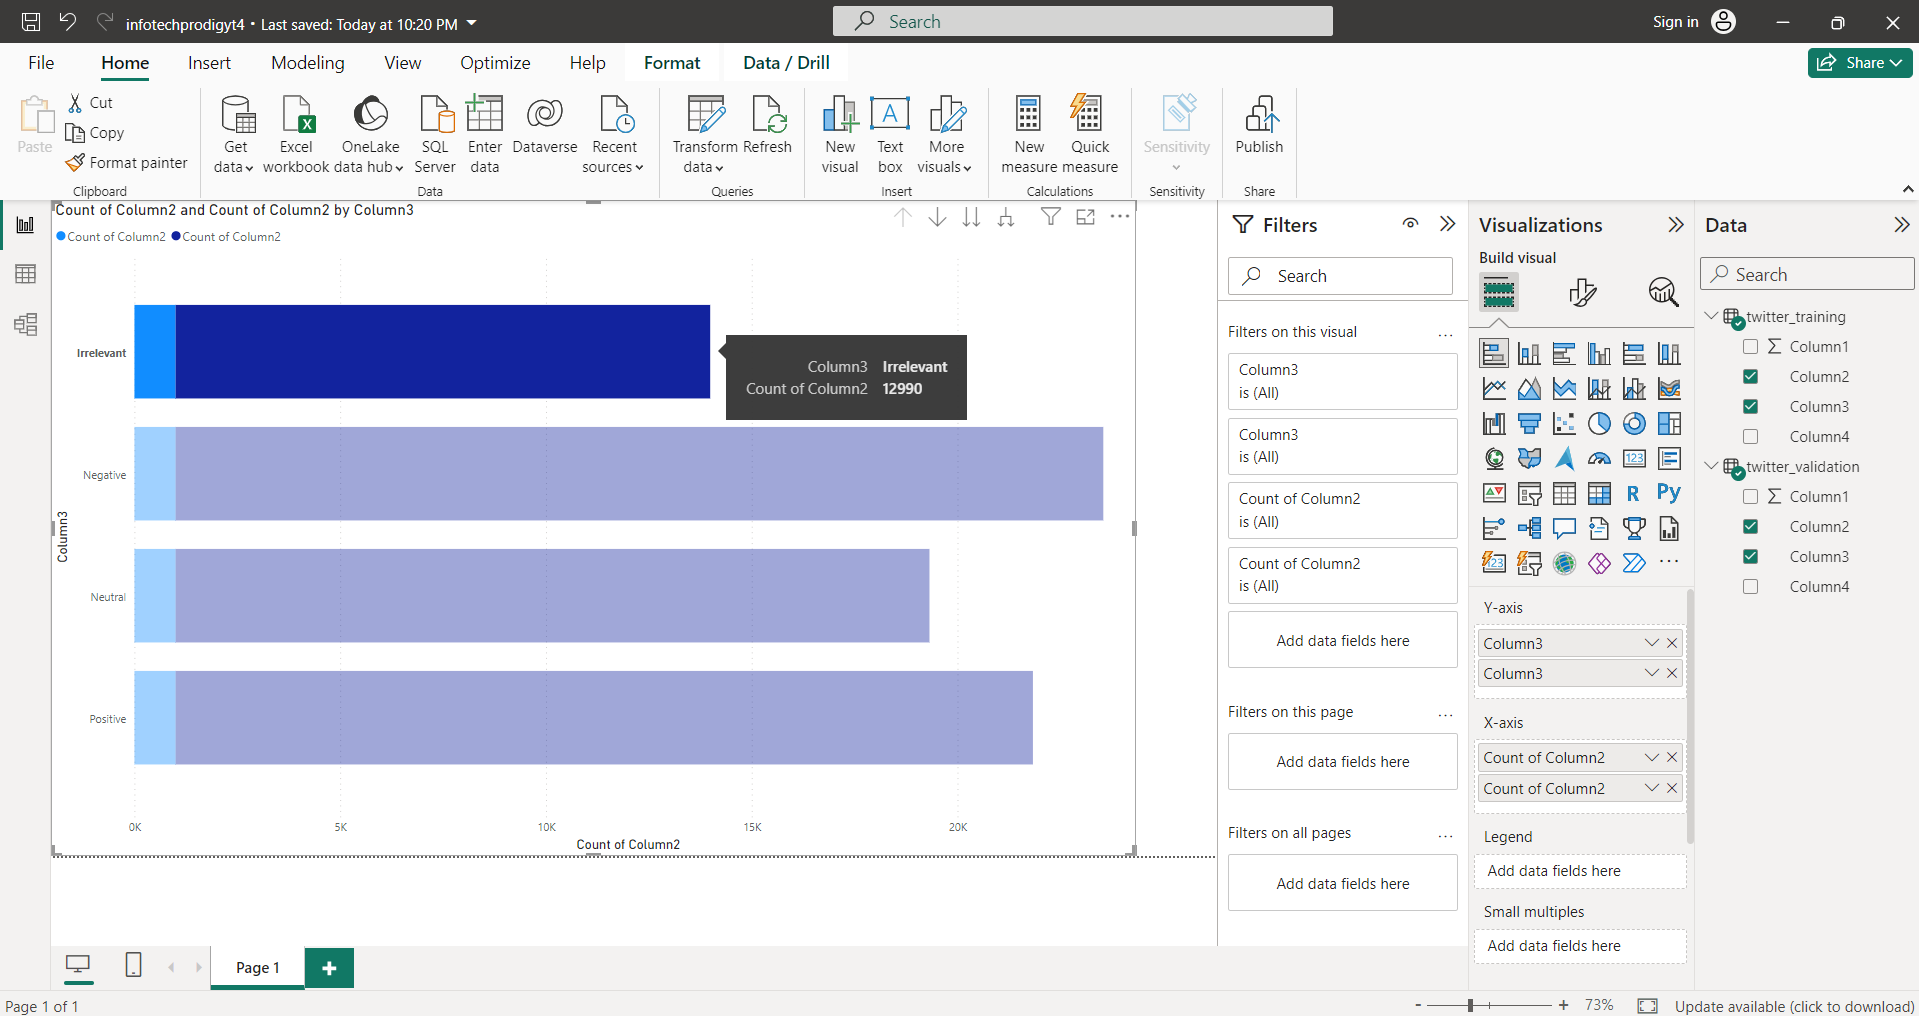 infotechprodigyt4 • Last saved: Today at 10:20 PM
Search
Sign in
File
Home
Insert
Modeling
View
Optimize
Help
Format
Data / Drill
Share
Paste
Cut
Copy
Format painter
Clipboard
Get data
Excel workbook
OneLake data hub
SQL Server
Enter data
Dataverse
Recent sources
Data
Transform data
Refresh
Queries
New visual
Text box
More visuals
Insert
New measure
Quick measure
Calculations
Sensitivity
Sensitivity
Publish
Share
Count of Column2 and Count of Column2 by Column3
Count of Column2 Count of Column2
Column3
Irrelevant
Negative
Neutral
Positive
Column3 Irrelevant
Count of Column2 12990
0K 5K 10K 15K 20K
Count of Column2
Filters
Search
Filters on this visual
Column3
is (All)
Column3
is (All)
Count of Column2
is (All)
Count of Column2
is (All)
Add data fields here
Filters on this page
Add data fields here
Filters on all pages
Add data fields here
Visualizations
Build visual
123
R
Py
123
Y-axis
Column3
Column3
X-axis
Count of Column2
Count of Column2
Legend
Add data fields here
Small multiples
Add data fields here
Data
Search
twitter_training
Column1
Column2
Column3
Column4
twitter_validation
Column1
Column2
Column3
Column4
Page 1
Page 1 of 1
- + 73%
Update available (click to download)